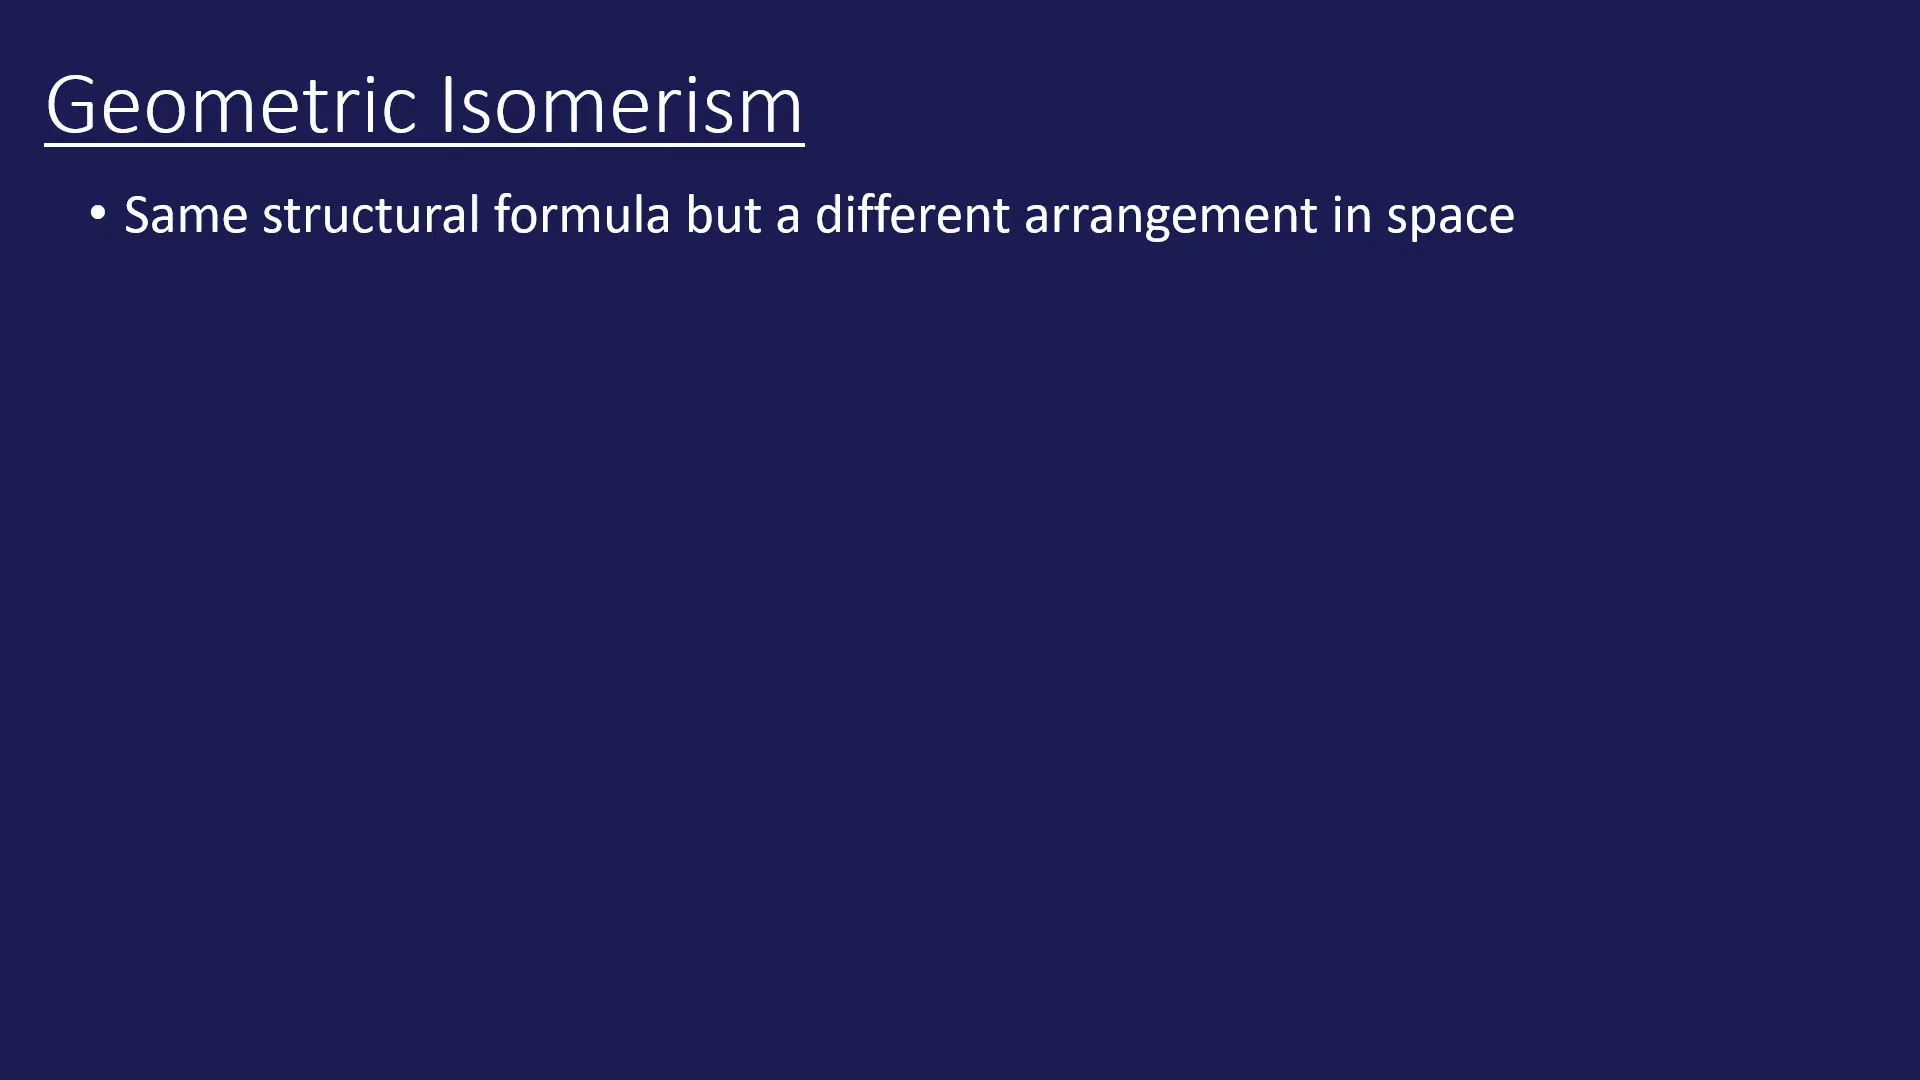 Geometric Isomerism
• Same structural formula but a different arrangement in space